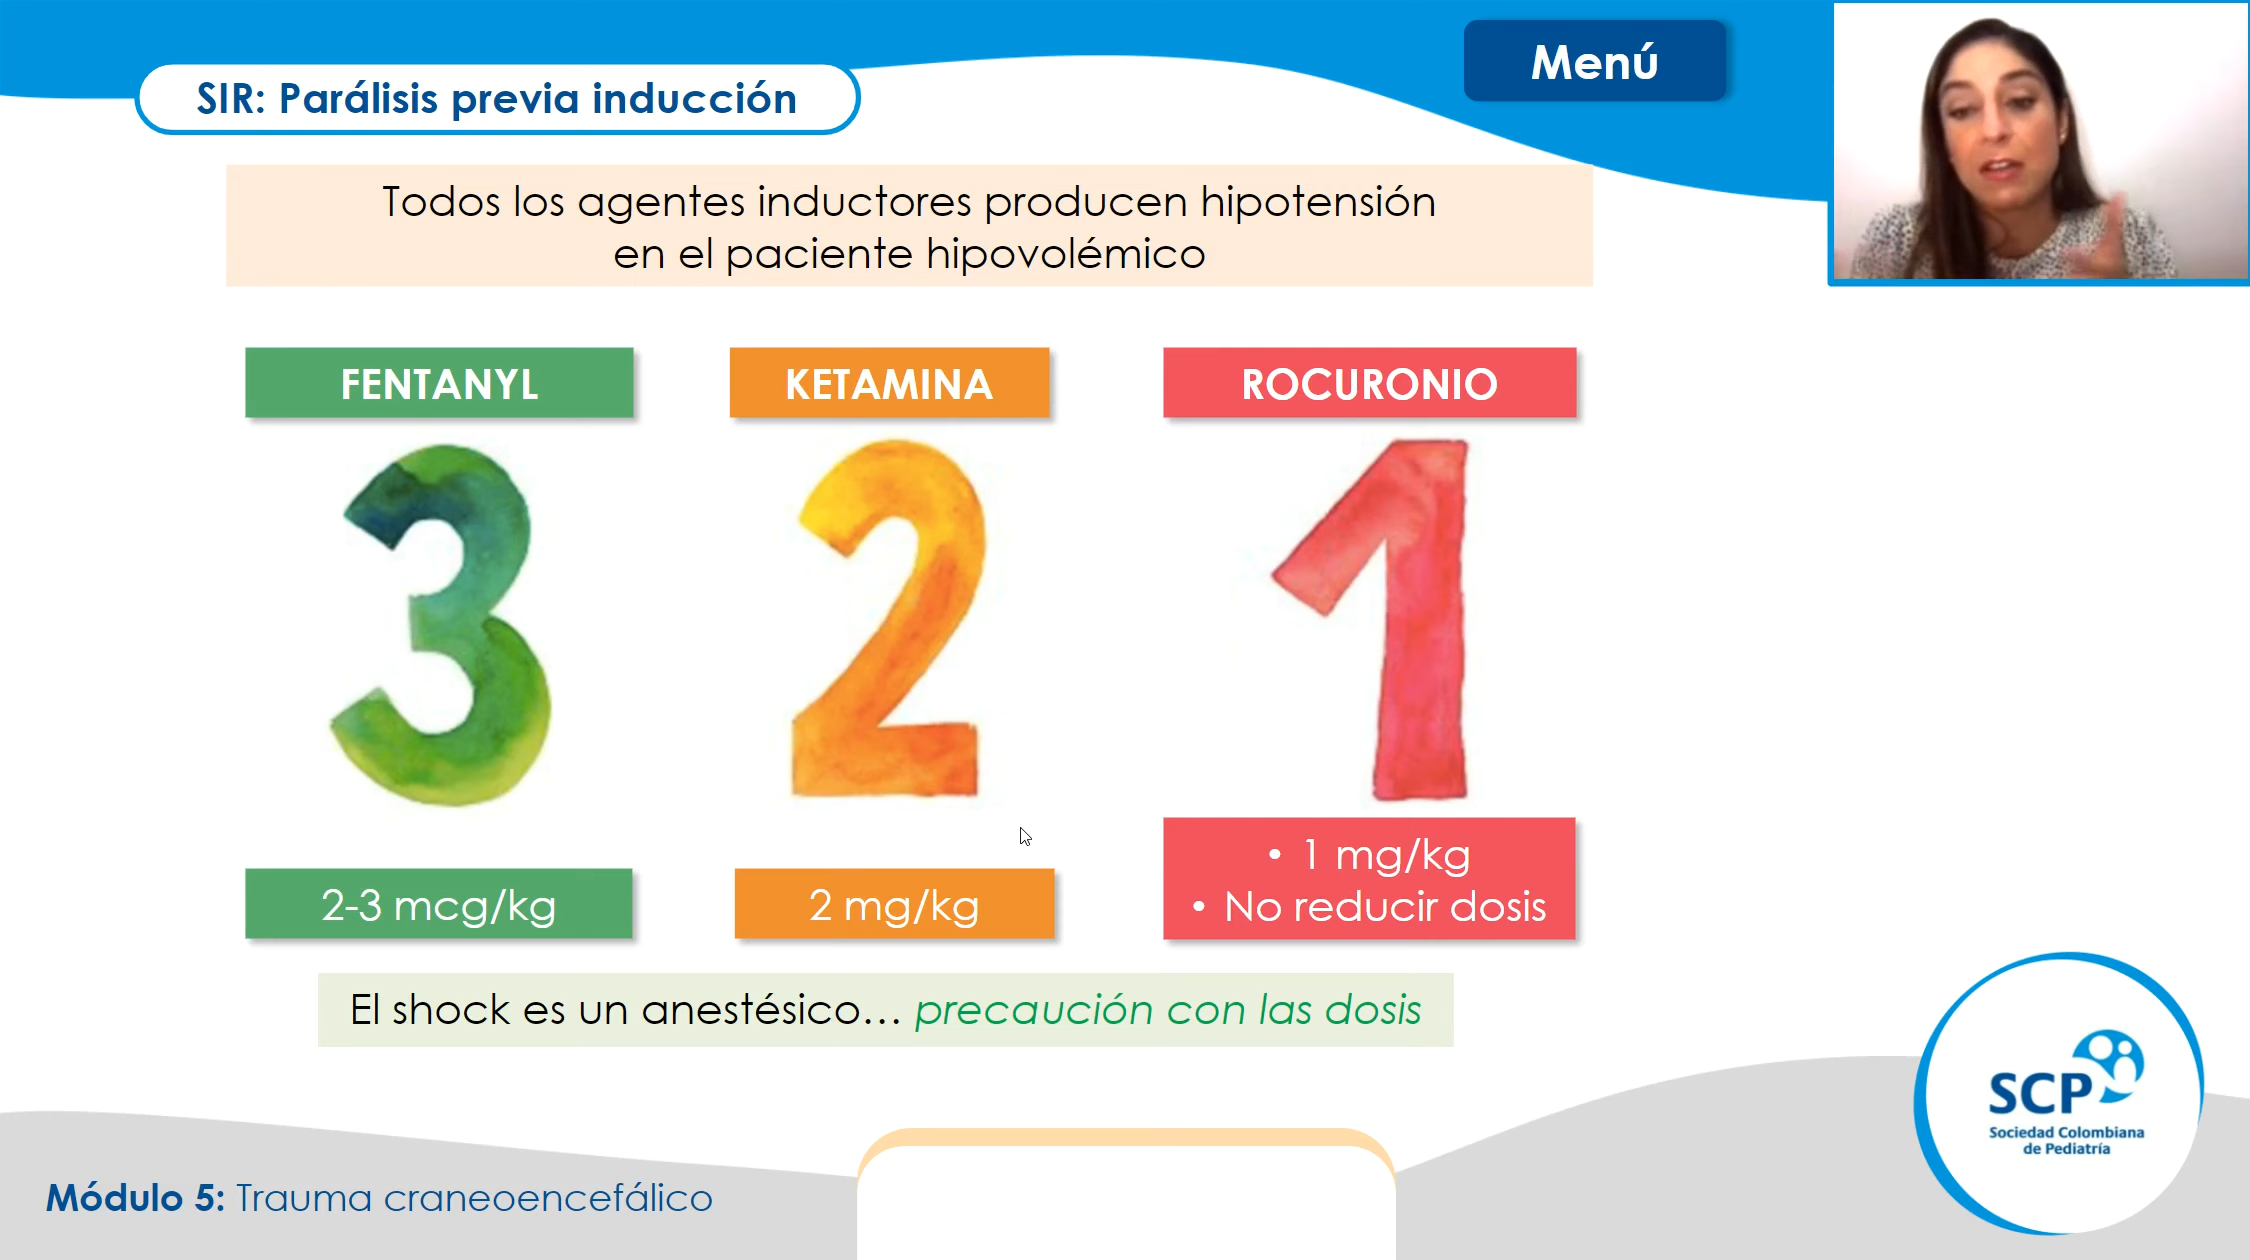 Menú
SIR: Parálisis previa inducción
Todos los agentes inductores producen hipotensión
en el paciente hipovolémico
FENTANYL
KETAMINA
ROCURONIO
3
2
1
2-3 mcg/kg
2 mg/kg
• 1 mg/kg
• No reducir dosis
El shock es un anestésico... precaución con las dosis
SCP
Sociedad Colombiana
de Pediatría
Módulo 5: Trauma craneoencefálico